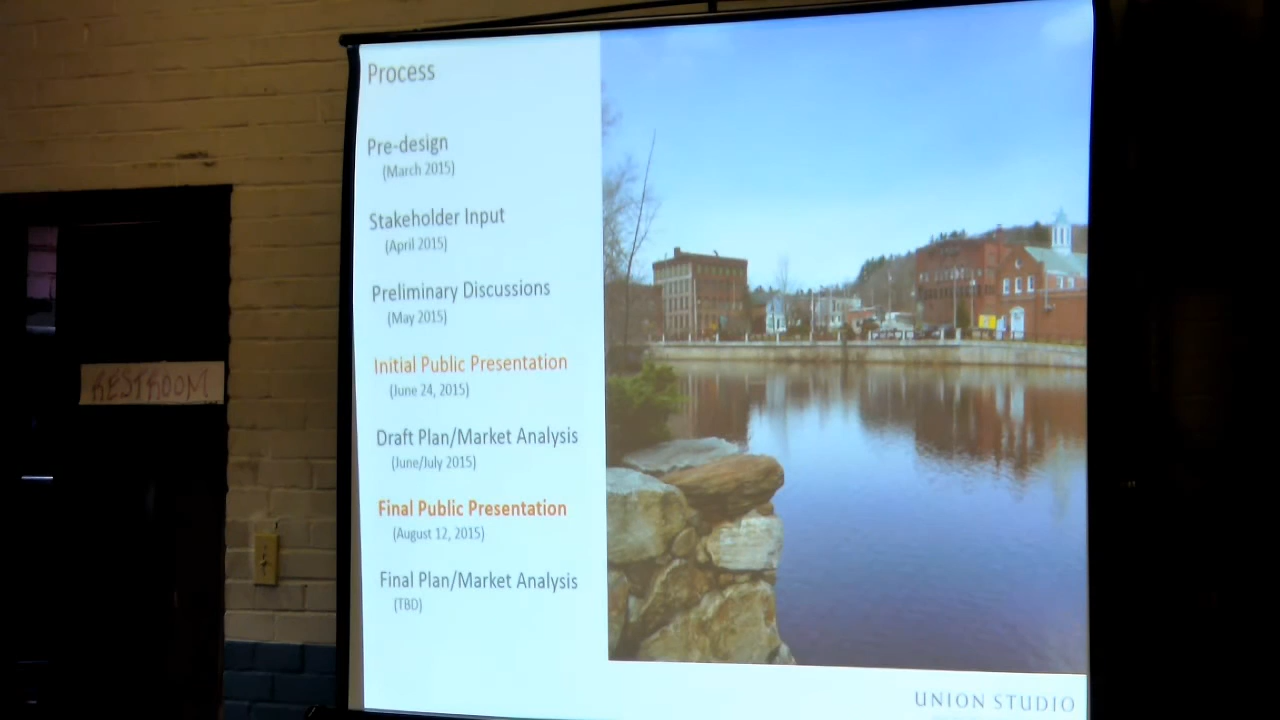 Process
Pre-design
(March 2015)
Stakeholder Input
(April 2015)
Preliminary Discussions
(May 2015)
Initial Public Presentation
(June 24, 2015)
Draft Plan/Market Analysis
(June/July 2015)
Final Public Presentation
(August 12, 2015)
Final Plan/Market Analysis
(TBD)
UNION STUDIO
RESTROOM